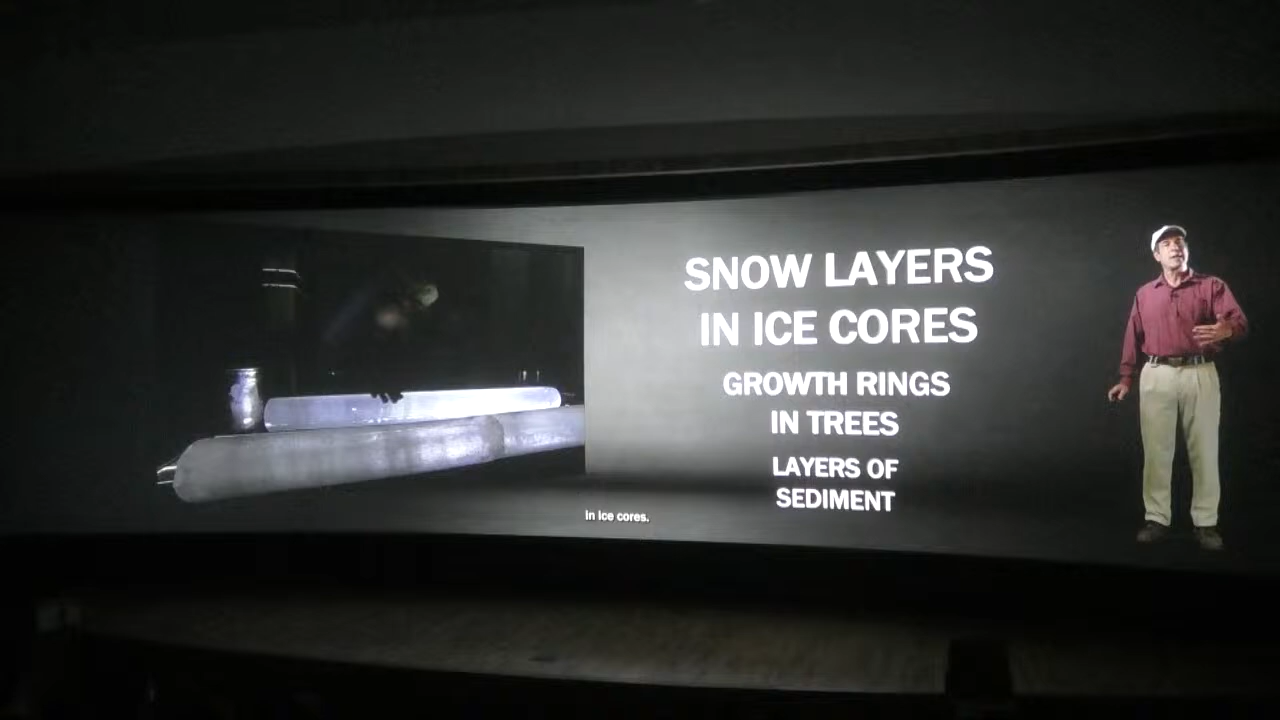 SNOW LAYERS
IN ICE CORES
GROWTH RINGS
IN TREES
LAYERS OF
SEDIMENT
In ice cores.